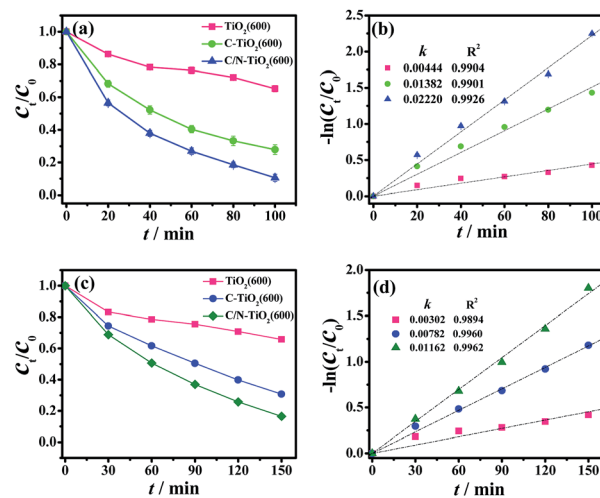 (a)
TiO₂(600)
C-TiO₂(600)
C/N-TiO₂(600)
Cₜ/C₀
1.0
0.8
0.6
0.4
0.2
0.0
0 20 40 60 80 100
t / min
(b)
k R²
0.00444 0.9904
0.01382 0.9901
0.02220 0.9926
-ln(Cₜ/C₀)
2.5
2.0
1.5
1.0
0.5
0.0
0 20 40 60 80 100
t / min
(c)
TiO₂(600)
C-TiO₂(600)
C/N-TiO₂(600)
Cₜ/C₀
1.0
0.8
0.6
0.4
0.2
0.0
0 30 60 90 120 150
t / min
(d)
k R²
0.00302 0.9894
0.00782 0.9960
0.01162 0.9962
-ln(Cₜ/C₀)
2.0
1.5
1.0
0.5
0.0
0 30 60 90 120 150
t / min